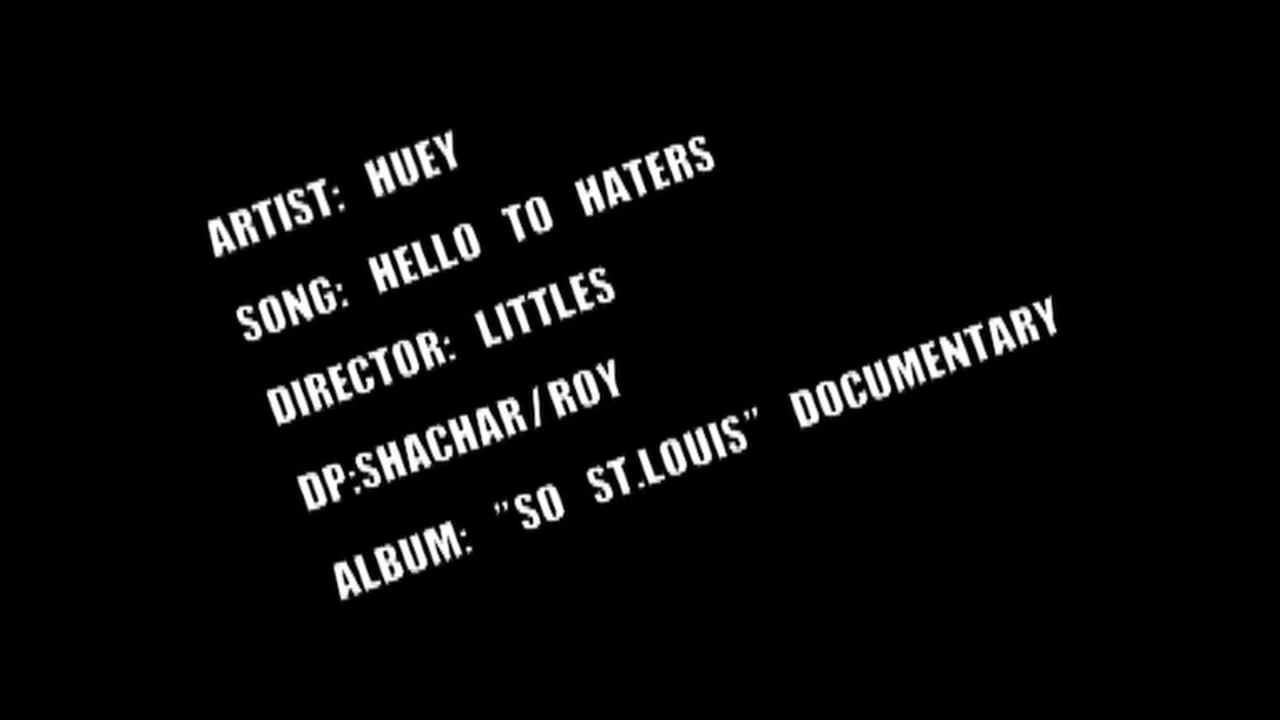 ARTIST: HUEY
SONG: HELLO TO HATERS
DIRECTOR: LITTLES
DP;SHACHAR/ROY
ALBUM: "SO ST.LOUIS" DOCUMENTARY